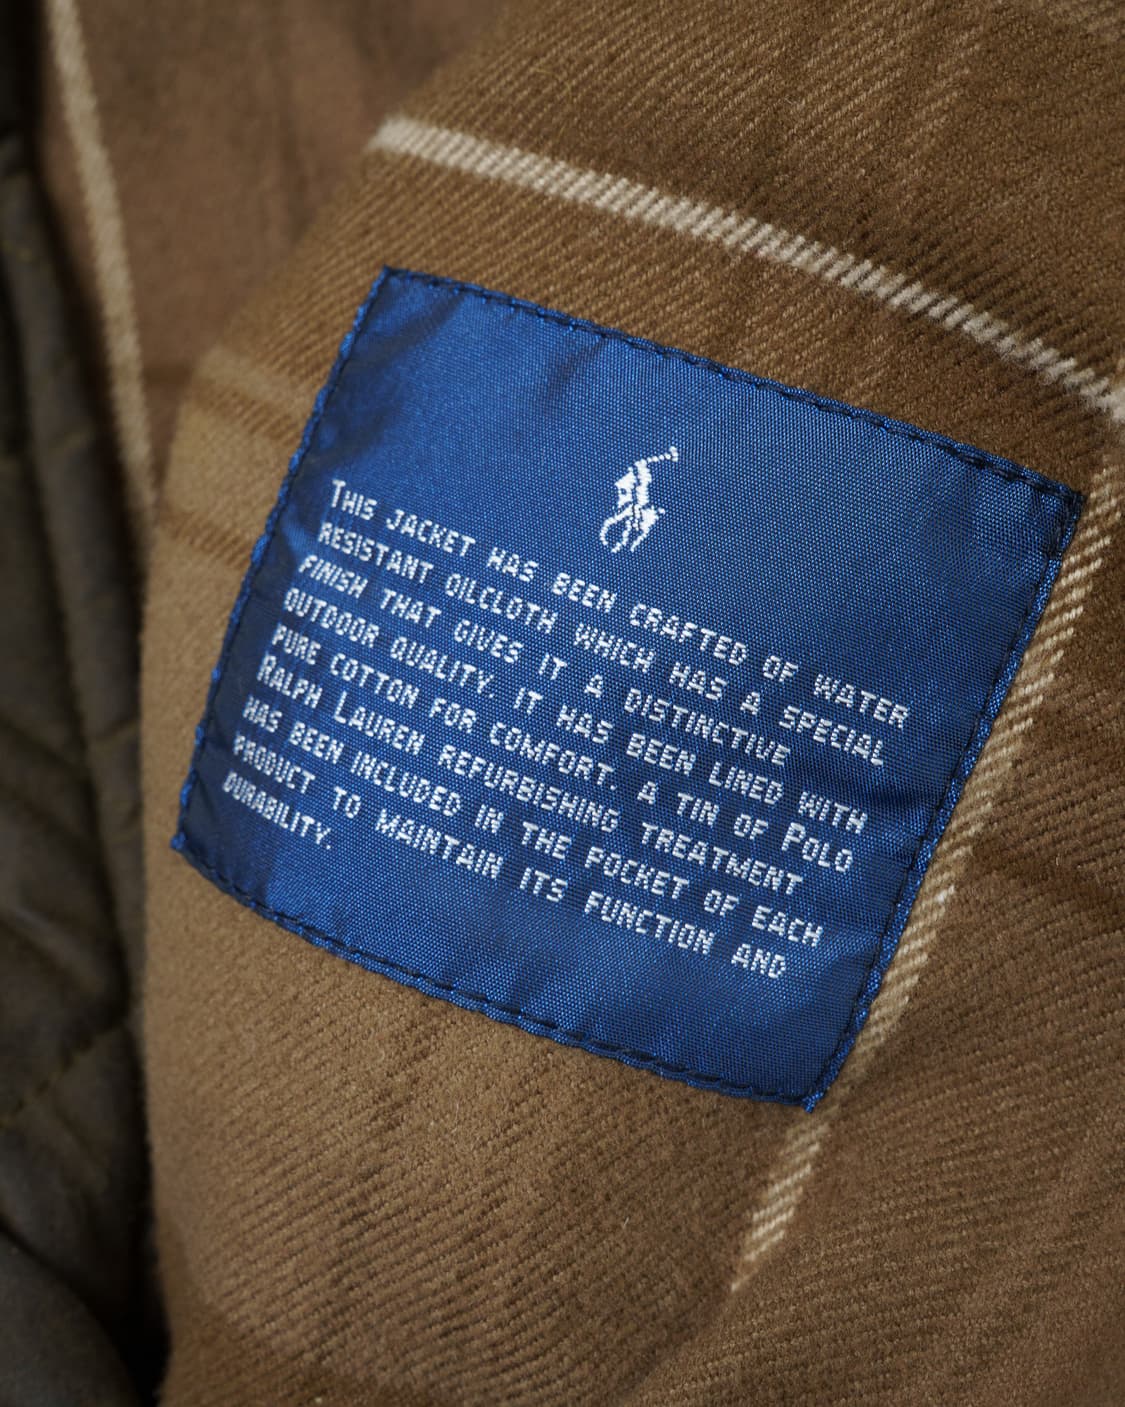 This jacket has been crafted of water
resistant oilcloth which has a special
finish that gives it a distinctive
outdoor quality. It has been lined with
pure cotton for comfort. A tin of Polo
Ralph Lauren refurbishing treatment
has been included in the pocket of each
product to maintain its function and
durability.